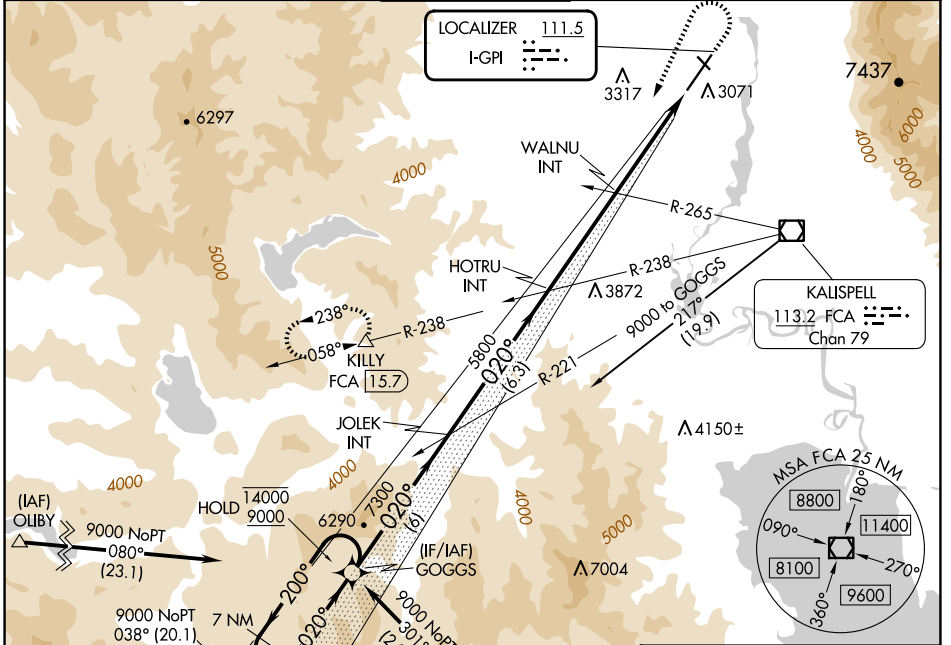 LOCALIZER 111.5
I-GPI
3317
3071
7437
6297
6000
4000
5000
WALNU
INT
4000
R-265
5000
HOTRU
INT
R-238
3872
9000 to GOGGS
217°
(19.9)
KALISPELL
113.2 FCA
Chan 79
238°
R-238
058°
KILLY
FCA 15.7
5800
020°
(6.3)
R-221
JOLEK
INT
4150±
4000
4000
MSA FCA 25 NM
8800
180°
090°
11400
8100
270°
360°
9600
(IAF)
OLIBY
9000 NoPT
080°
(23.1)
HOLD 14000
9000
6290
7300
020°
(6)
4000
5000
(IF/IAF)
GOGGS
7004
200°
020°
9000 NoPT
301°
9000 NoPT
038° (20.1)
7 NM